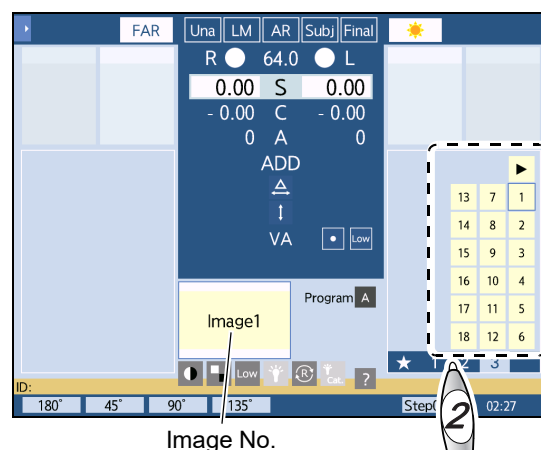 FAR Una LM AR Subj Final
R 64.0 L
0.00 S 0.00
- 0.00 C - 0.00
0 A 0
ADD
VA Low
13 7 1
14 8 2
15 9 3
16 10 4
17 11 5
18 12 6
Image1
Program A
Low R Cat. ?
★ 1 2 3
ID:
180° 45° 90° 135° 02:27
2
Image No.